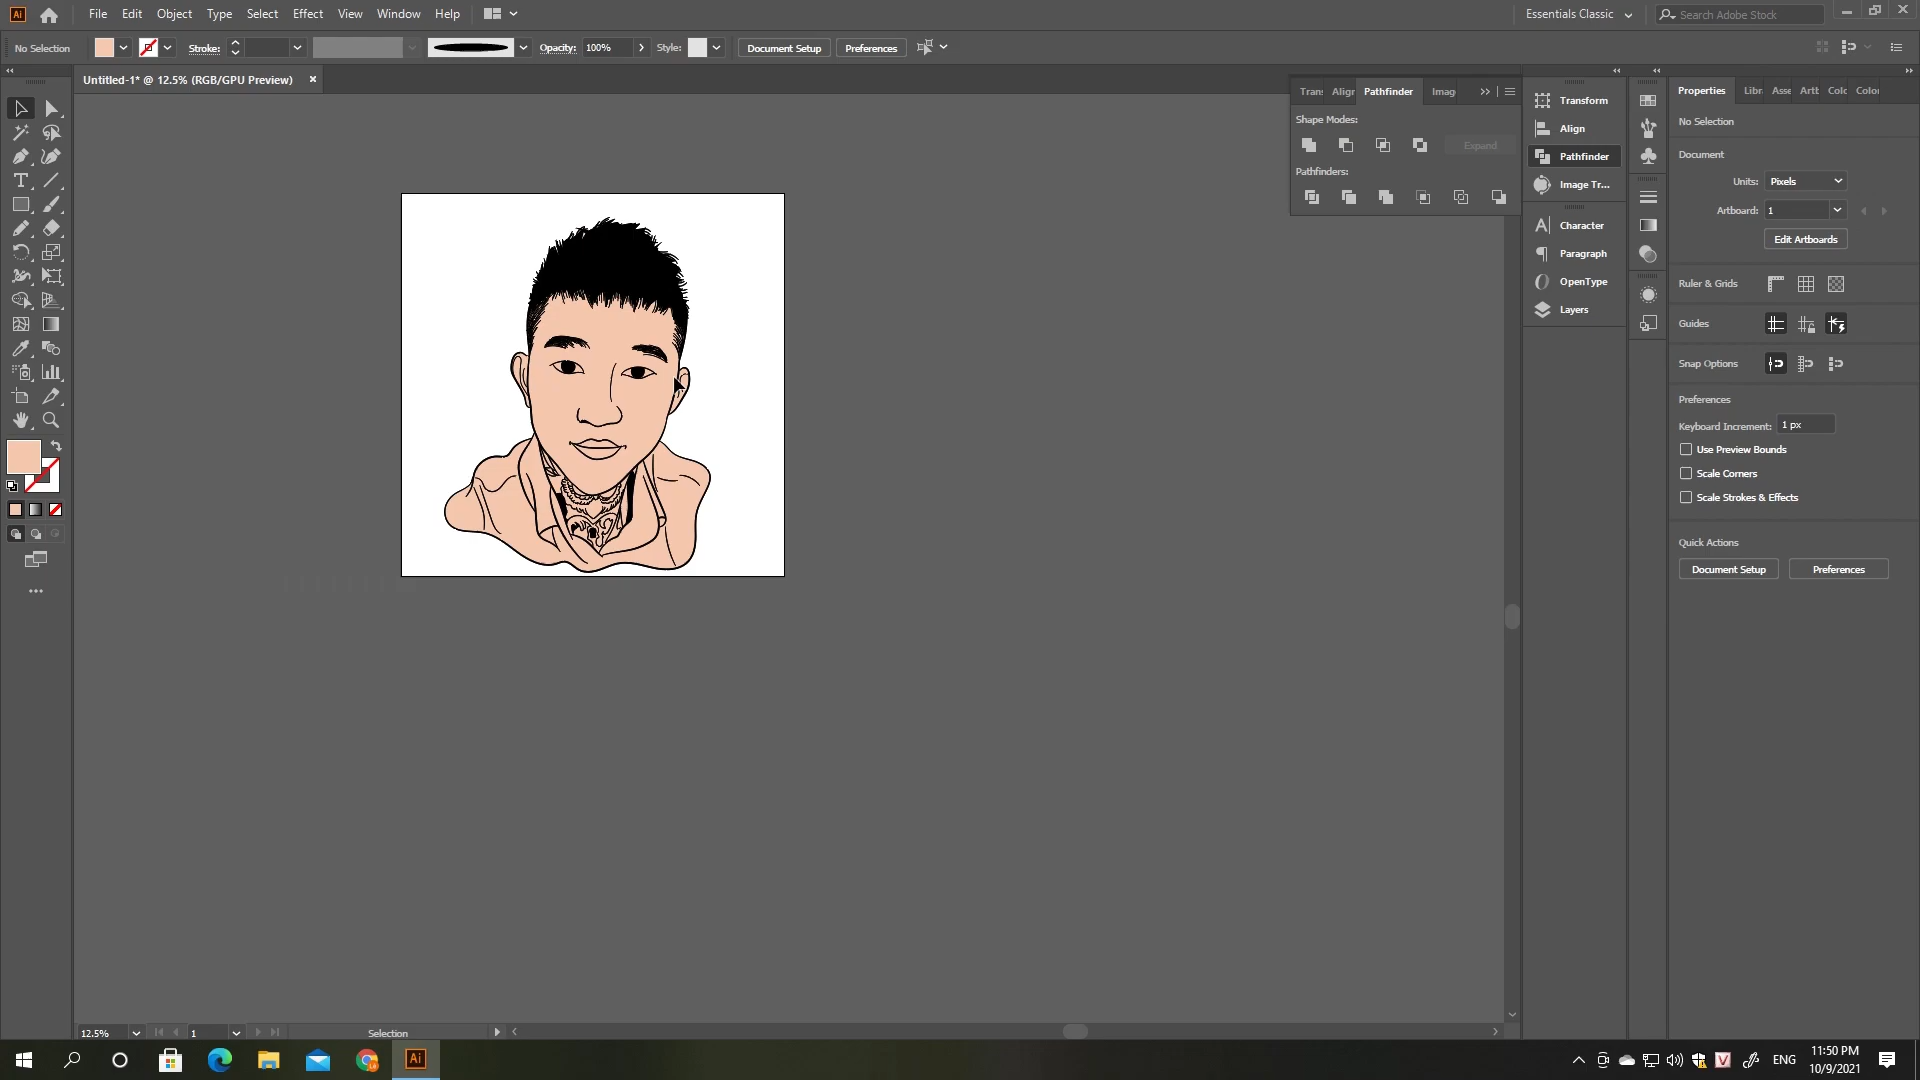 Ai File Edit Object Type Select Effect View Window Help Essentials Classic Search Adobe Stock
No Selection Stroke: Opacity: 100% Style: Document Setup Preferences
Untitled-1* @ 12.5% (RGB/GPU Preview)
Tran Align Pathfinder Imag
Shape Modes:
Expand
Pathfinders:
Transform
Align
Pathfinder
Image Tr...
Character
Paragraph
OpenType
Layers
Properties Libr Asse Artb Colo Color
No Selection
Document
Units: Pixels
Artboard: 1
Edit Artboards
Ruler & Grids
Guides
Snap Options
Preferences
Keyboard Increment: 1 px
Use Preview Bounds
Scale Corners
Scale Strokes & Effects
Quick Actions
Document Setup Preferences
12.5% 1 Selection
Ai ENG 11:50 PM
10/9/2021